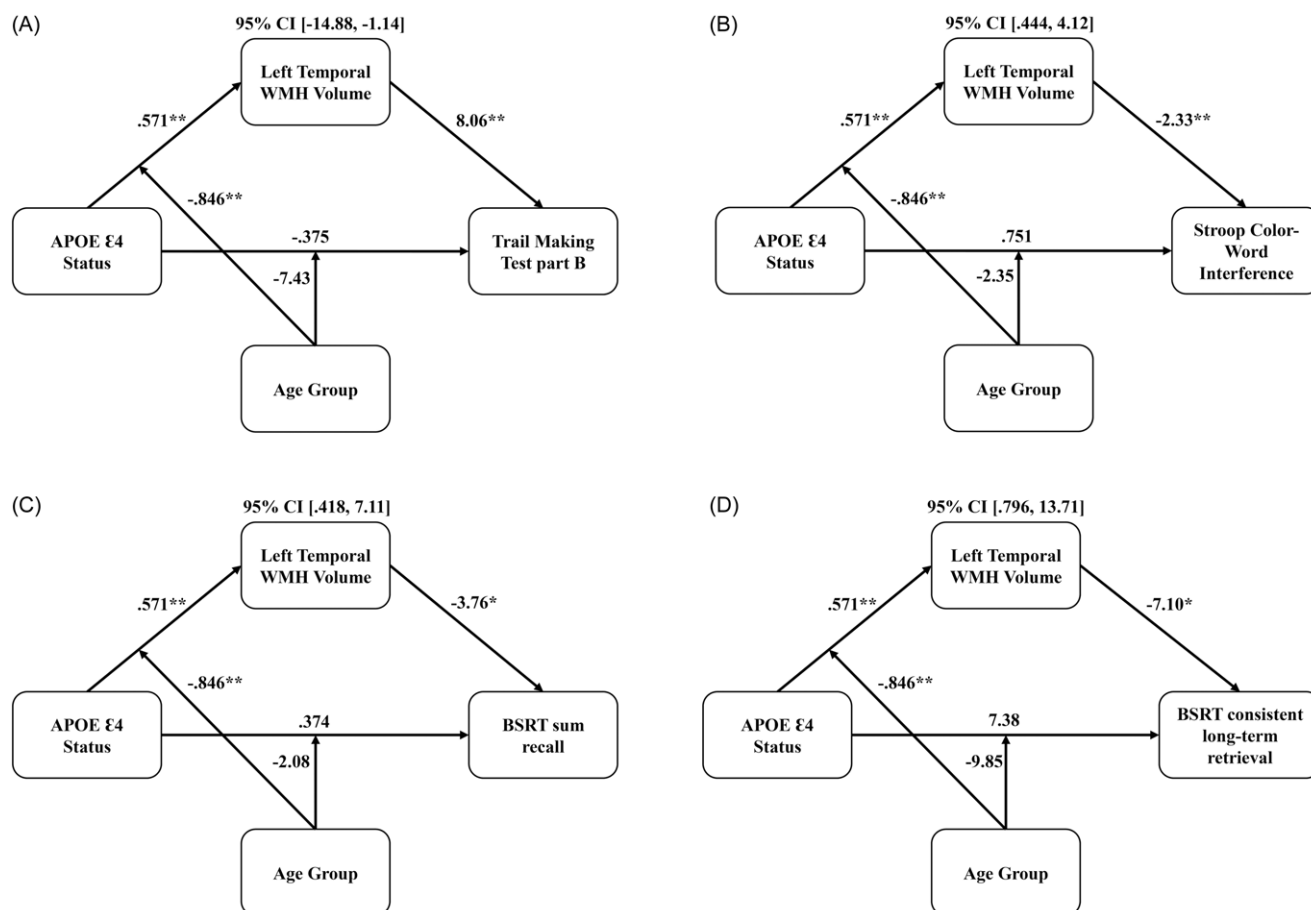 (A)
95% CI [-14.88, -1.14]
Left Temporal
WMH Volume
.571**
8.06**
-.846**
APOE Ɛ4
Status
-.375
Trail Making
Test part B
-7.43
Age Group
(B)
95% CI [.444, 4.12]
Left Temporal
WMH Volume
.571**
-2.33**
-.846**
APOE Ɛ4
Status
.751
Stroop Color-
Word
Interference
-2.35
Age Group
(C)
95% CI [.418, 7.11]
Left Temporal
WMH Volume
.571**
-3.76*
-.846**
APOE Ɛ4
Status
.374
BSRT sum
recall
-2.08
Age Group
(D)
95% CI [.796, 13.71]
Left Temporal
WMH Volume
.571**
-7.10*
-.846**
APOE Ɛ4
Status
7.38
BSRT consistent
long-term
retrieval
-9.85
Age Group